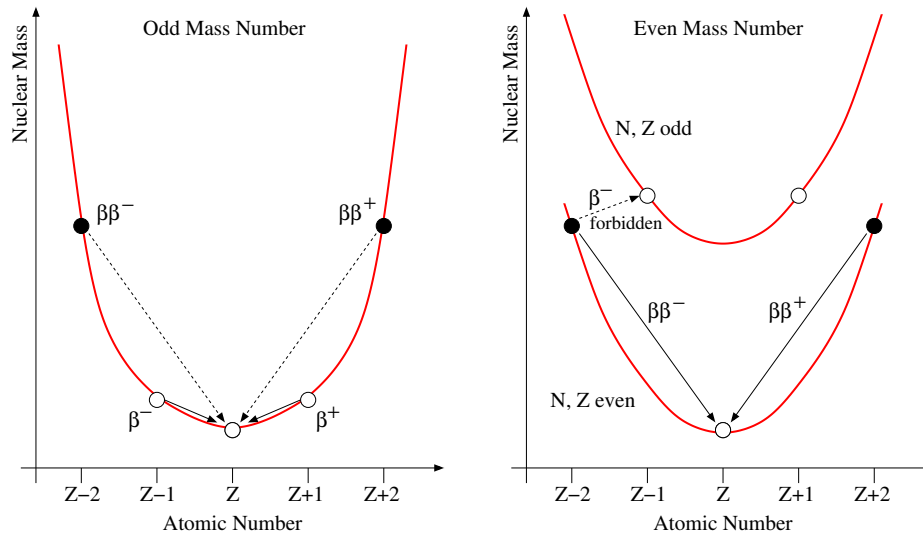 Odd Mass Number
Nuclear Mass
ββ⁻
ββ⁺
β⁻
β⁺
Z−2 Z−1 Z Z+1 Z+2
Atomic Number
Even Mass Number
Nuclear Mass
N, Z odd
β⁻
forbidden
ββ⁻
ββ⁺
N, Z even
Z−2 Z−1 Z Z+1 Z+2
Atomic Number